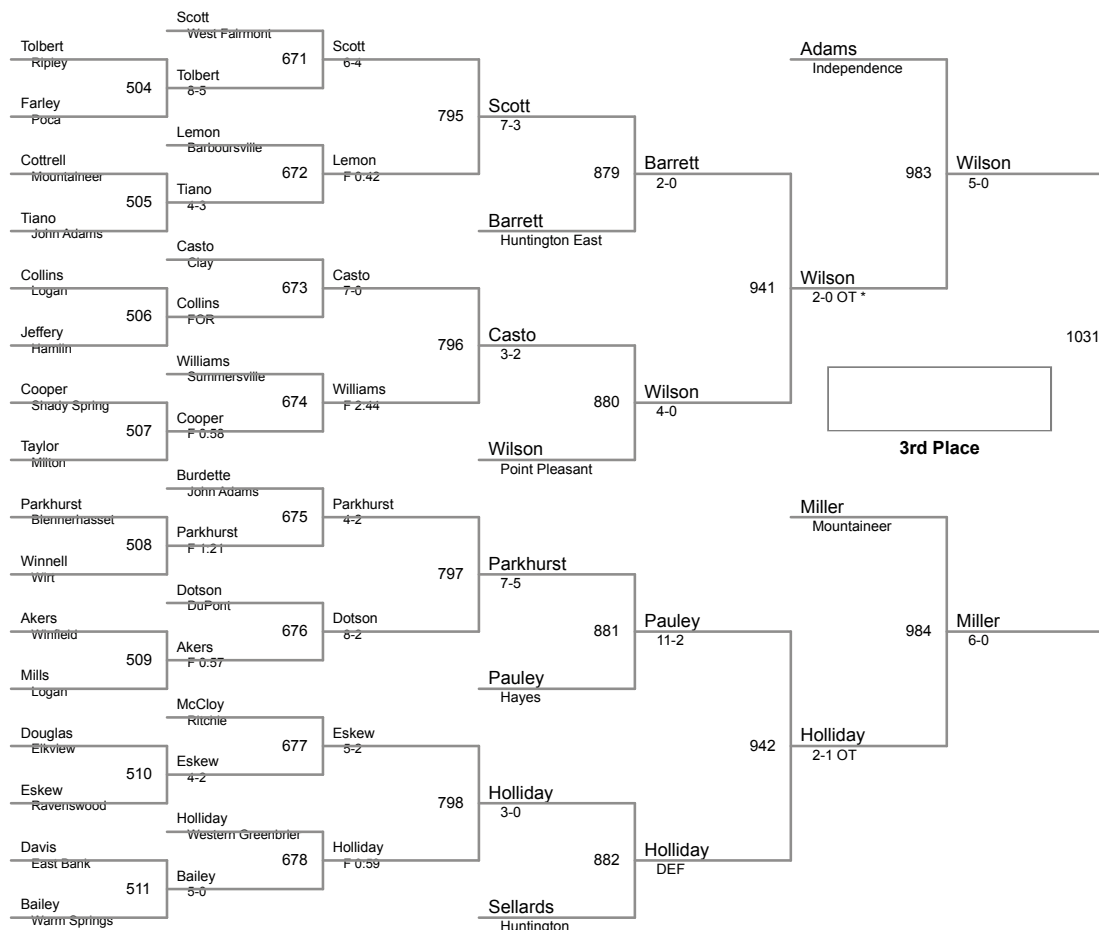 Scott
West Fairmont
Tolbert
Ripley
504
Tolbert
8-5
Farley
Poca
671
Scott
6-4
Lemon
Barboursville
Cottrell
Mountaineer
505
Tiano
4-3
Tiano
John Adams
672
Lemon
F 0:42
795
Scott
7-3
Casto
Clay
Collins
Logan
506
Collins
FOR
Jeffery
Hamlin
673
Casto
7-0
Williams
Summersville
Cooper
Shady Spring
507
Cooper
F 0:58
Taylor
Milton
674
Williams
F 2:44
796
Casto
3-2
Burdette
John Adams
Parkhurst
Blennerhasset
508
Parkhurst
F 1:21
Winnell
Wirt
675
Parkhurst
4-2
Dotson
DuPont
Akers
Winfield
509
Akers
F 0:57
Mills
Logan
676
Dotson
8-2
797
Parkhurst
7-5
McCloy
Ritchie
Douglas
Elkview
510
Eskew
4-2
Eskew
Ravenswood
677
Eskew
5-2
Holliday
Western Greenbrier
Davis
East Bank
511
Bailey
5-0
Bailey
Warm Springs
678
Holliday
F 0:59
798
Holliday
3-0
879
Barrett
Huntington East
Barrett
2-0
880
Wilson
Point Pleasant
Wilson
4-0
881
Pauley
Hayes
Pauley
11-2
882
Sellards
Huntington
Holliday
DEF
941
Wilson
2-0 OT *
942
Holliday
2-1 OT
Adams
Independence
983
Wilson
5-0
1031
3rd Place
Miller
Mountaineer
984
Miller
6-0